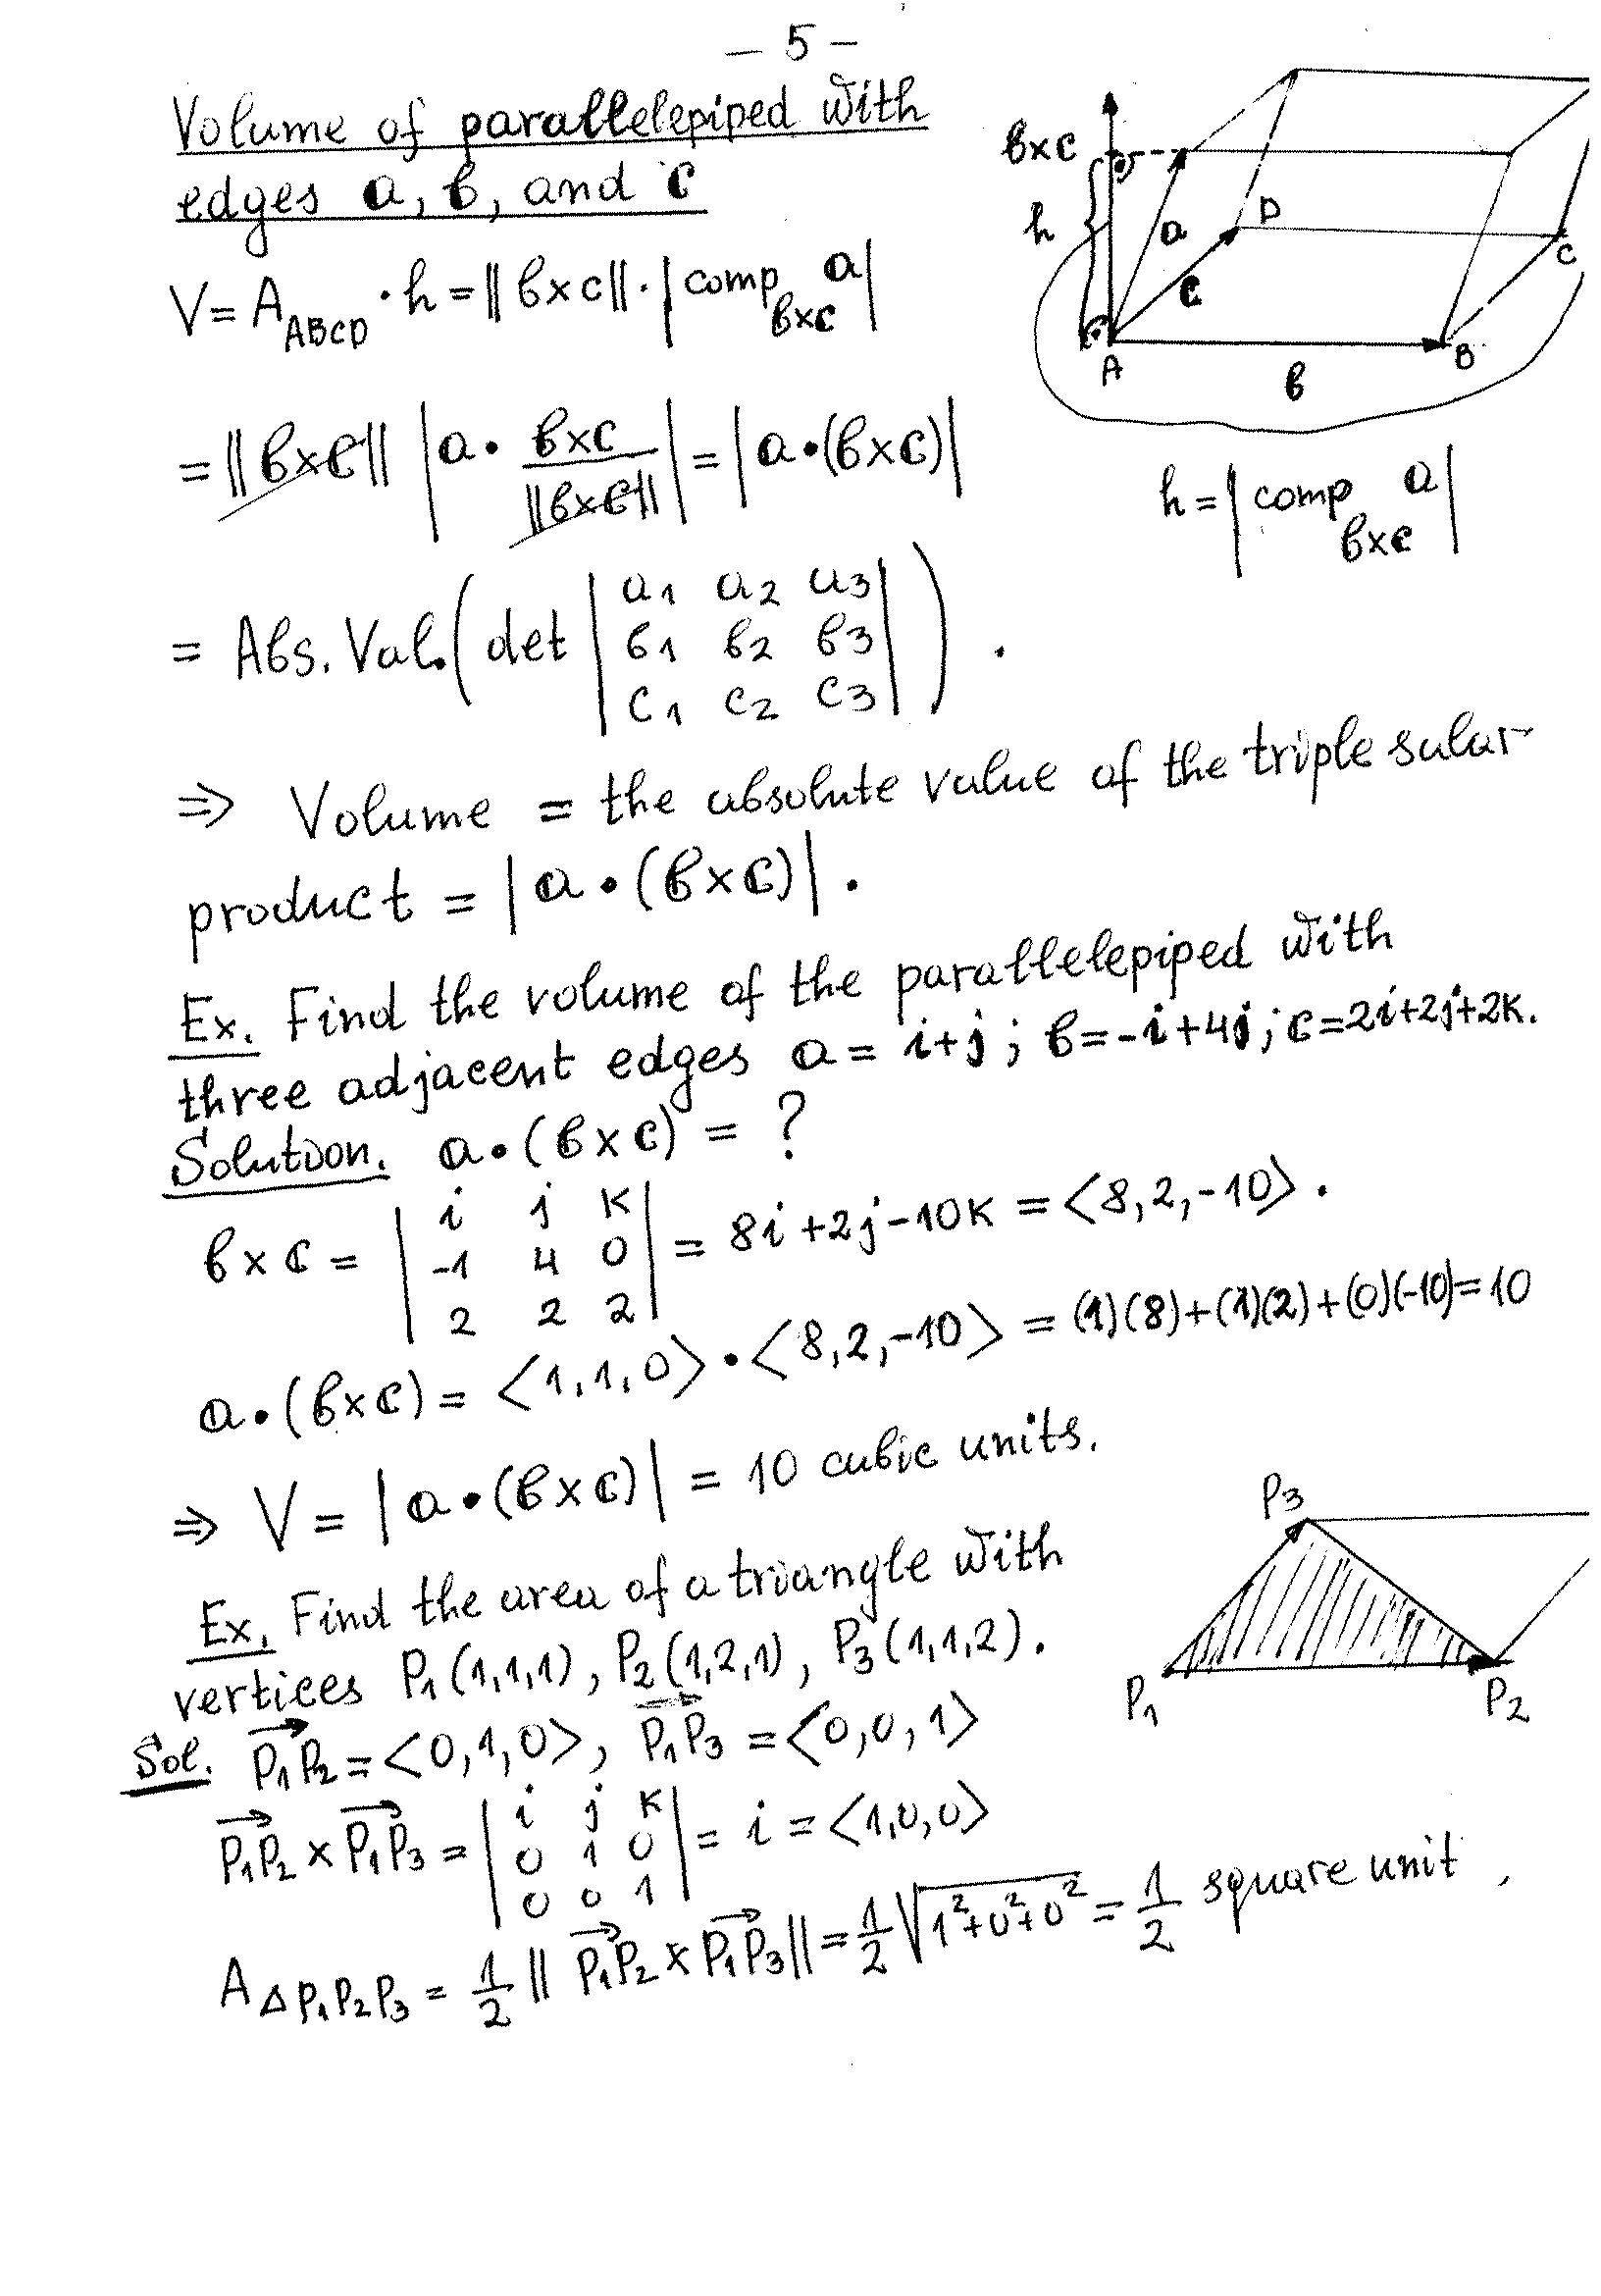 – 5 –
Volume of parallelepiped with
edges a, b, and c
V = A_ABCD · h = ‖b×c‖ · |comp_b×c a|
= ‖b×c‖ |a · b×c / ‖b×c‖| = |a·(b×c)|
= Abs. Val. ( det | a1 a2 a3 |
| b1 b2 b3 |
| c1 c2 c3 | ) .
b×c
h
a
D
c
C
A
b
B
h = |comp_b×c a|
⇒ Volume = the absolute value of the triple scalar
product = |a·(b×c)|.
Ex. Find the volume of the parallelepiped with
three adjacent edges a = i+j; b = -i+4j; c = 2i+2j+2k.
Solution. a·(b×c) = ?
b×c = | i j k |
| -1 4 0 | = 8i+2j-10k = <8,2,-10>.
| 2 2 2 |
a·(b×c) = <1,1,0>·<8,2,-10> = (1)(8)+(1)(2)+(0)(-10)=10
⇒ V = |a·(b×c)| = 10 cubic units.
Ex. Find the area of a triangle with
vertices P1(1,1,1), P2(1,2,1), P3(1,1,2).
P3
P1
P2
Sol. P1P2 = <0,1,0>, P1P3 = <0,0,1>
P1P2 × P1P3 = | i j k |
| 0 1 0 | = i = <1,0,0>
| 0 0 1 |
A△P1P2P3 = 1/2 ‖P1P2 × P1P3‖ = 1/2 √(1²+0²+0²) = 1/2 square unit.